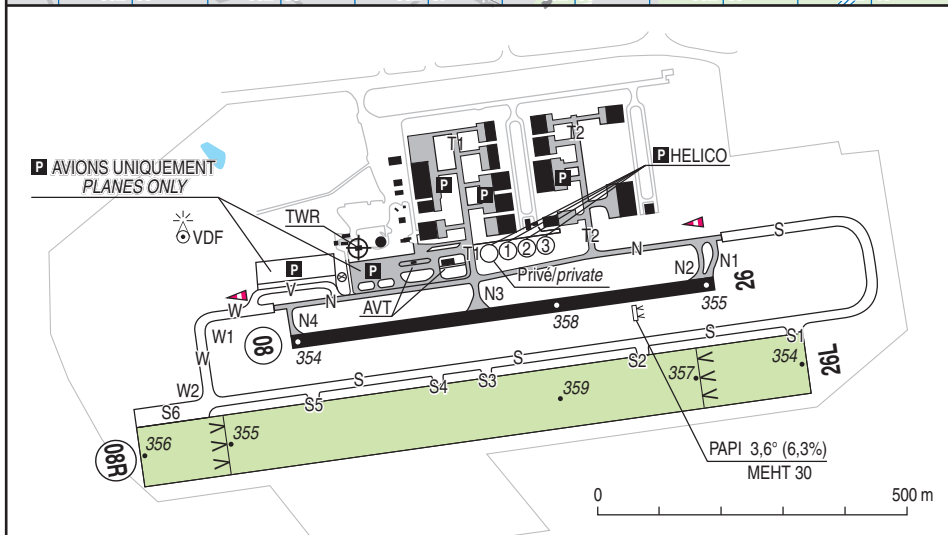 T1
T2
P HELICO
P AVIONS UNIQUEMENT
PLANES ONLY
P
P
P
TWR
VDF
T1
1
2
3
T2
N
S
P
P
V
N
AVT
Privé/private
N2
N1
26
W
W1
N4
N3
355
358
08
354
W
S
S1
S2
S
S
W2
S3
S4
S5
S6
357
354
26L
359
356
355
08R
PAPI 3,6° (6,3%)
MEHT 30
0
500 m